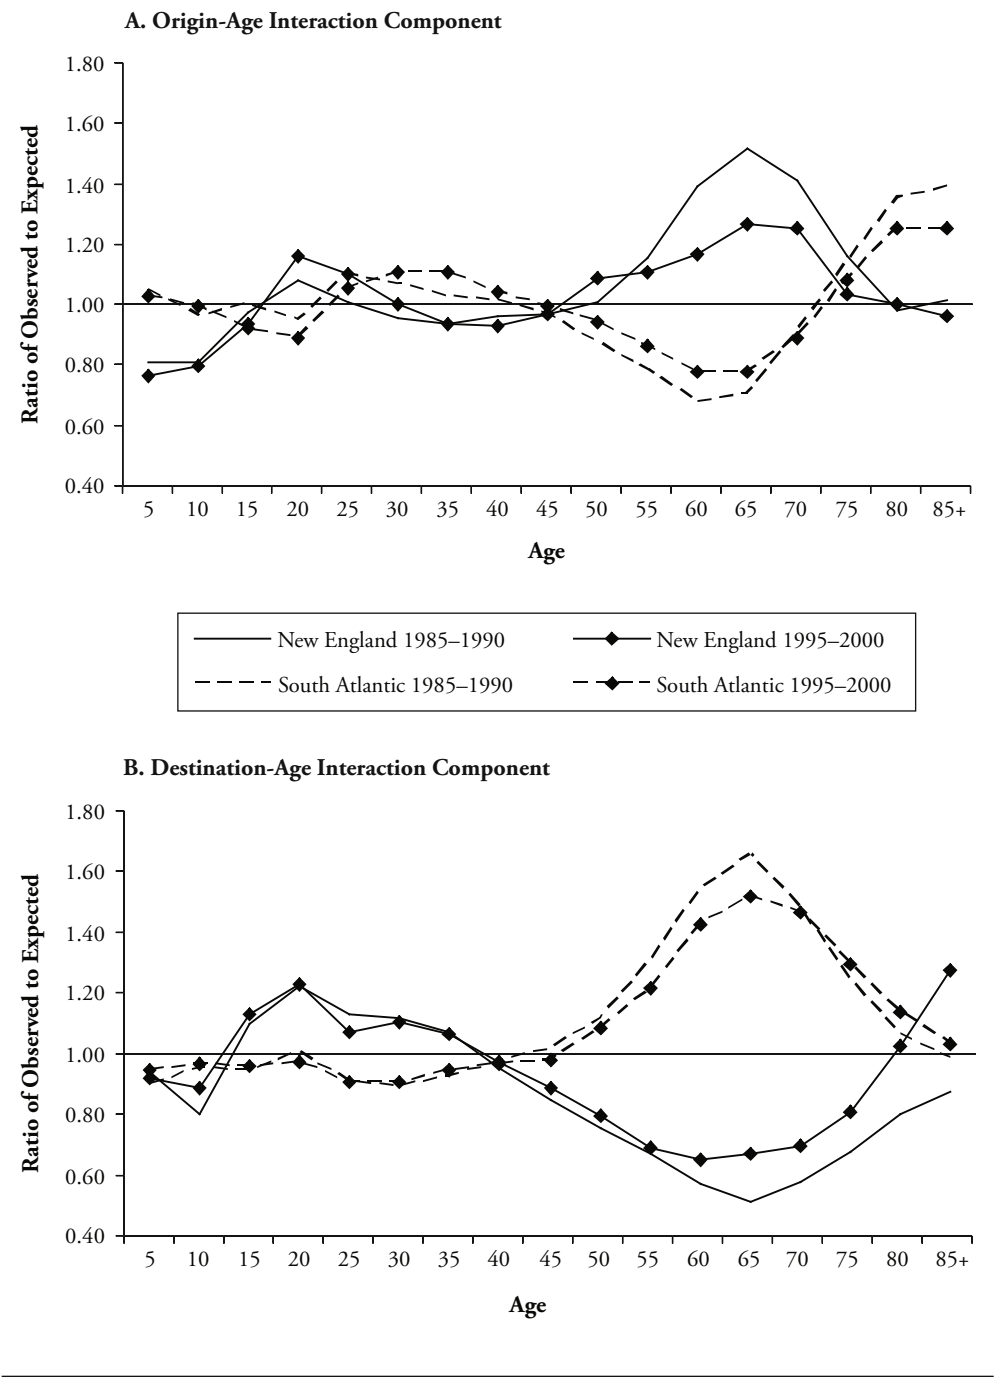 A. Origin-Age Interaction Component
Ratio of Observed to Expected
1.80
1.60
1.40
1.20
1.00
0.80
0.60
0.40
5 10 15 20 25 30 35 40 45 50 55 60 65 70 75 80 85+
Age
New England 1985–1990 New England 1995–2000
South Atlantic 1985–1990 South Atlantic 1995–2000
B. Destination-Age Interaction Component
Ratio of Observed to Expected
1.80
1.60
1.40
1.20
1.00
0.80
0.60
0.40
5 10 15 20 25 30 35 40 45 50 55 60 65 70 75 80 85+
Age